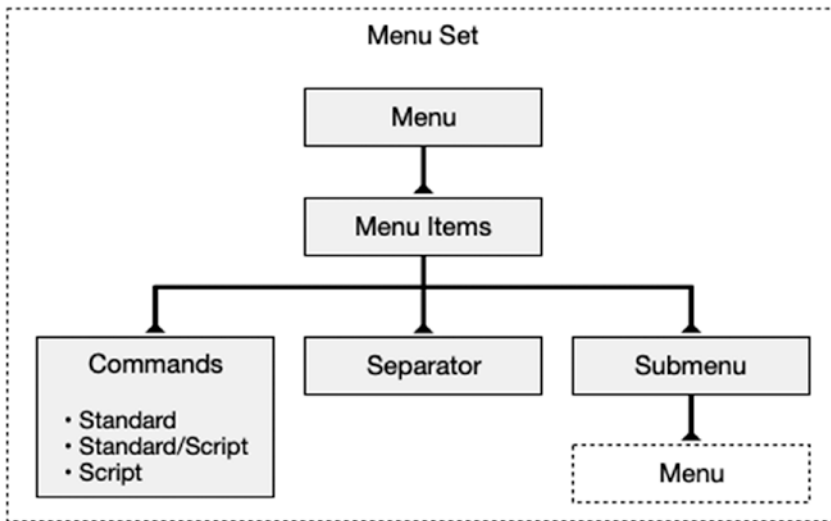 Menu Set
Menu
Menu Items
Commands
• Standard
• Standard/Script
• Script
Separator
Submenu
Menu